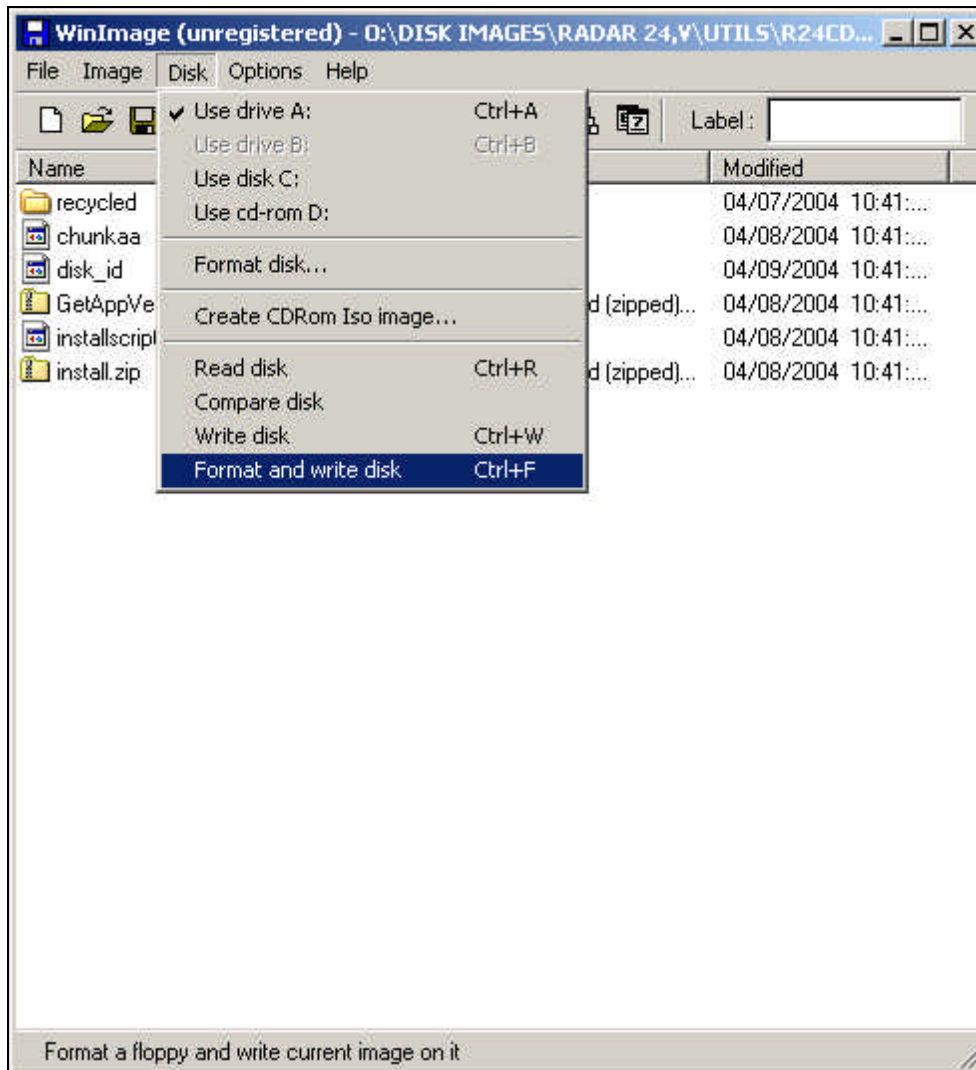 WinImage (unregistered) - O:\DISK IMAGES\RADAR 24,V\UTILS\R24CD...
File Image Disk Options Help
Label :
Use drive A: Ctrl+A
Use drive B: Ctrl+B
Use disk C:
Use cd-rom D:
Format disk...
Create CDRom Iso image...
Read disk Ctrl+R
Compare disk
Write disk Ctrl+W
Format and write disk Ctrl+F
Name Modified
recycled 04/07/2004 10:41:...
chunkaa 04/08/2004 10:41:...
disk_id 04/09/2004 10:41:...
GetAppVe d (zipped)... 04/08/2004 10:41:...
installscript 04/08/2004 10:41:...
install.zip d (zipped)... 04/08/2004 10:41:...
Format a floppy and write current image on it